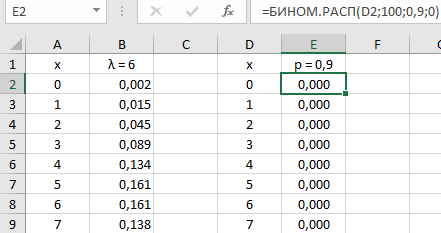 E2 fx =БИНОМ.РАСП(D2;100;0,9;0)
A B C D E F
1 x λ = 6 x p = 0,9
2 0 0,002 0 0,000
3 1 0,015 1 0,000
4 2 0,045 2 0,000
5 3 0,089 3 0,000
6 4 0,134 4 0,000
7 5 0,161 5 0,000
8 6 0,161 6 0,000
9 7 0,138 7 0,000